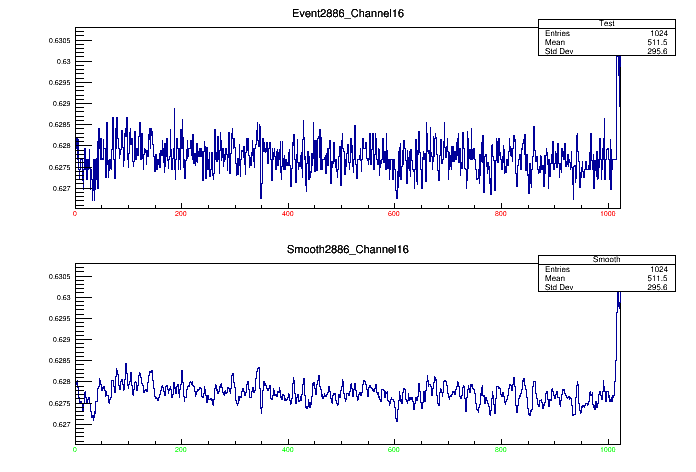 Event2886_Channel16
Test
Entries 1024
Mean 511.5
Std Dev 295.6
0.6305
0.63
0.6295
0.629
0.6285
0.628
0.6275
0.627
0 200 400 600 800 1000
Smooth2886_Channel16
Smooth
Entries 1024
Mean 511.5
Std Dev 295.6
0.6305
0.63
0.6295
0.629
0.6285
0.628
0.6275
0.627
0 200 400 600 800 1000